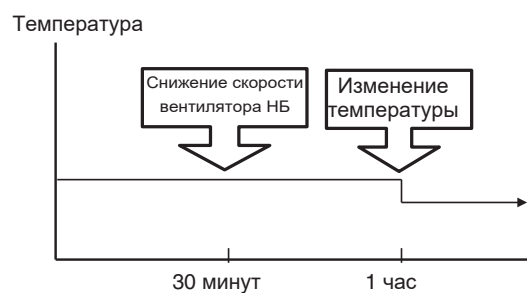 Температура
Снижение скорости
вентилятора НБ
Изменение
температуры
30 минут
1 час